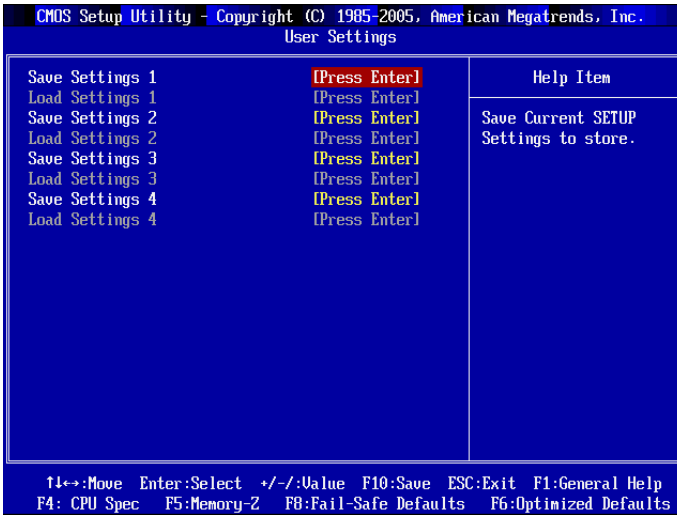 CMOS Setup Utility - Copyright (C) 1985-2005, American Megatrends, Inc.
User Settings
Save Settings 1 [Press Enter]
Load Settings 1 [Press Enter]
Save Settings 2 [Press Enter]
Load Settings 2 [Press Enter]
Save Settings 3 [Press Enter]
Load Settings 3 [Press Enter]
Save Settings 4 [Press Enter]
Load Settings 4 [Press Enter]
Help Item
Save Current SETUP
Settings to store.
↑↓↔:Move Enter:Select +/-/:Value F10:Save ESC:Exit F1:General Help
F4: CPU Spec F5:Memory-Z F8:Fail-Safe Defaults F6:Optimized Defaults